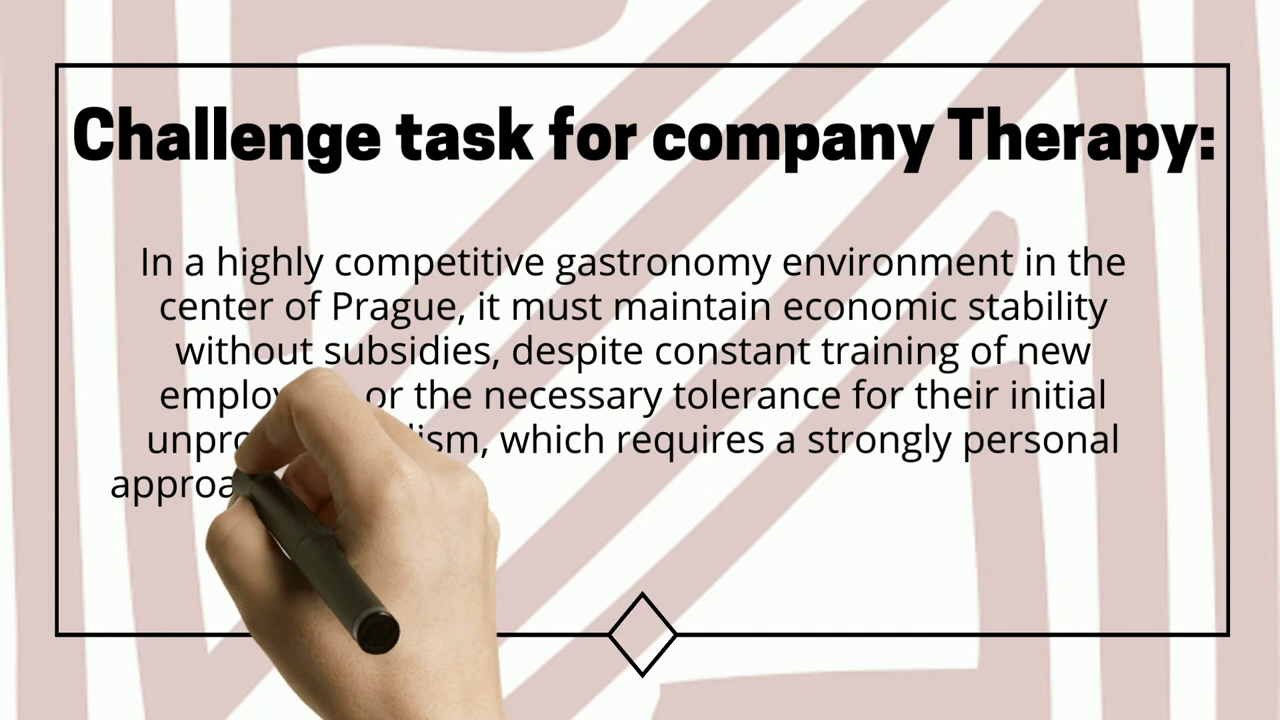 Challenge task for company Therapy:
In a highly competitive gastronomy environment in the
center of Prague, it must maintain economic stability
without subsidies, despite constant training of new
or the necessary tolerance for their initial
which requires a strongly personal